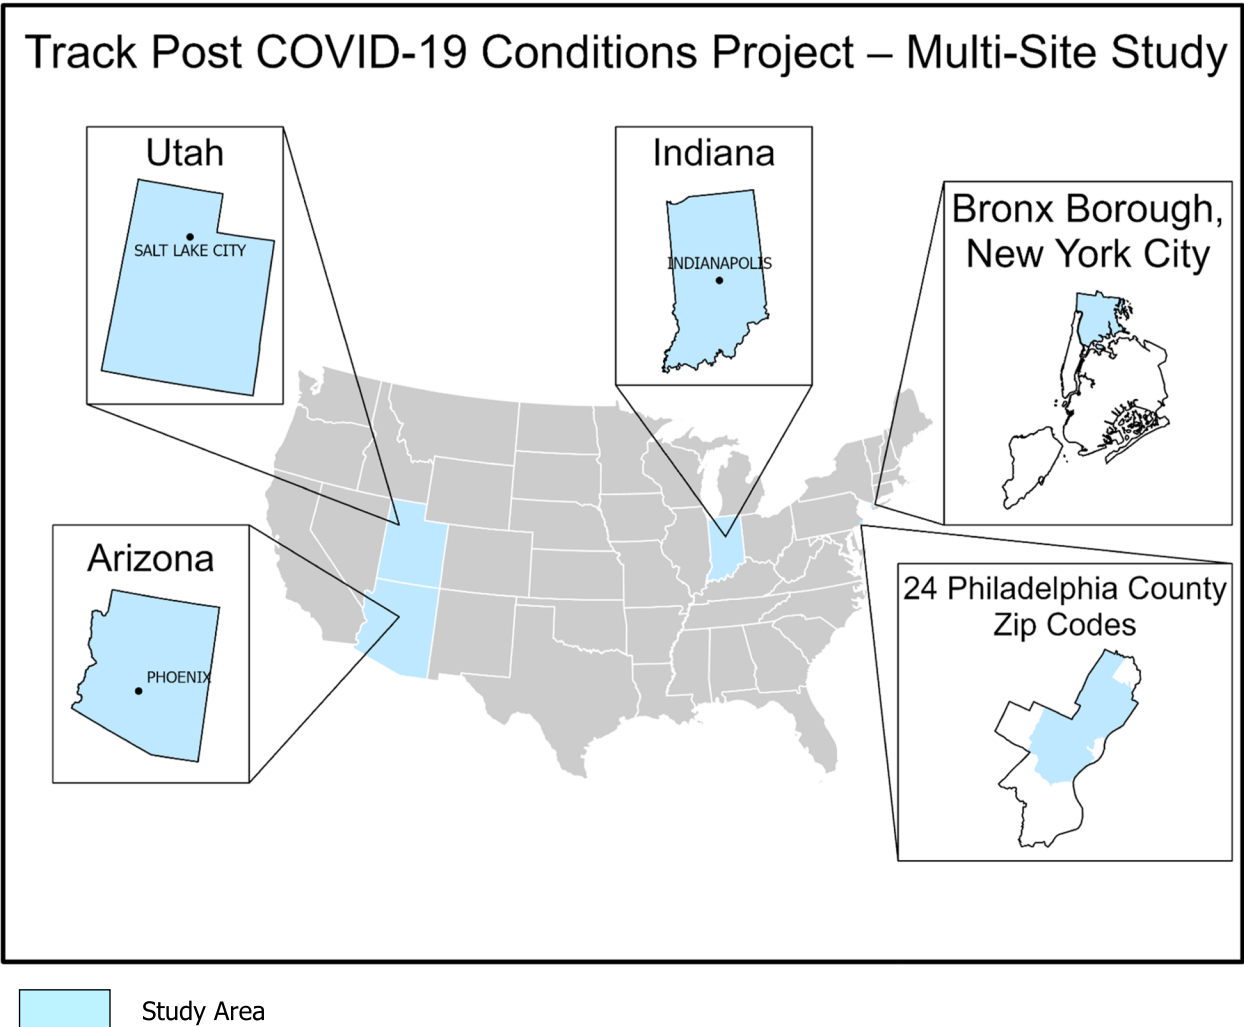 Track Post COVID-19 Conditions Project – Multi-Site Study
Utah
SALT LAKE CITY
Indiana
INDIANAPOLIS
Bronx Borough,
New York City
Arizona
PHOENIX
24 Philadelphia County
Zip Codes
Study Area